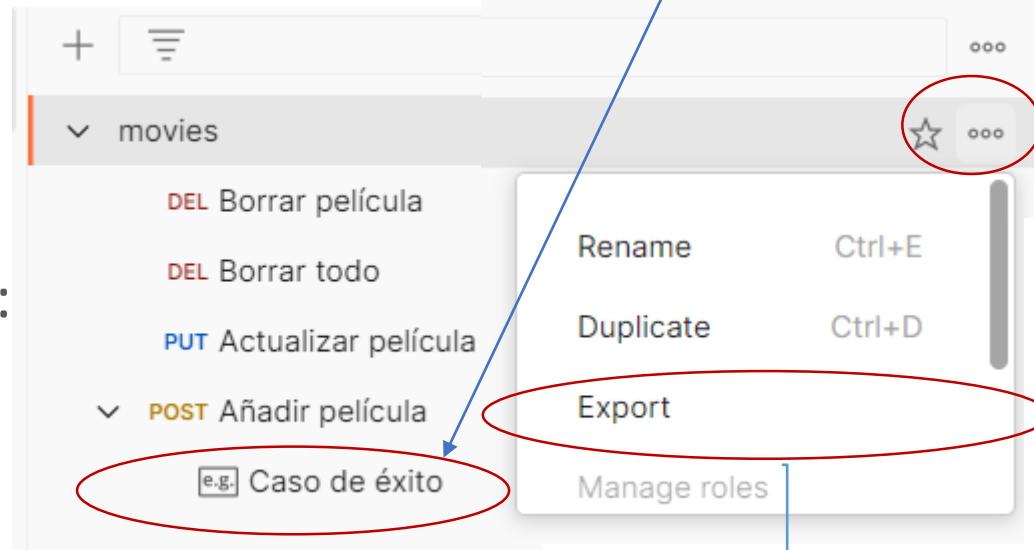 movies
DEL Borrar película
DEL Borrar todo
PUT Actualizar película
POST Añadir película
e.g. Caso de éxito
Rename Ctrl+E
Duplicate Ctrl+D
Export
Manage roles
: